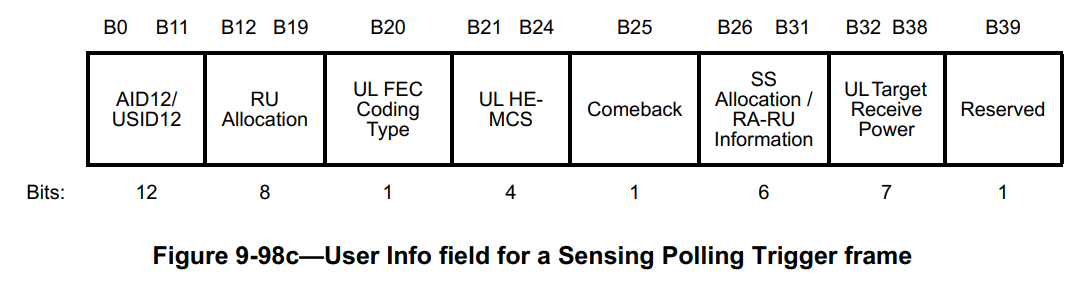 B0 B11 B12 B19 B20 B21 B24 B25 B26 B31 B32 B38 B39
AID12/
USID12
RU
Allocation
UL FEC
Coding
Type
UL HE-
MCS
Comeback
SS
Allocation /
RA-RU
Information
UL Target
Receive
Power
Reserved
Bits: 12 8 1 4 1 6 7 1
Figure 9-98c—User Info field for a Sensing Polling Trigger frame